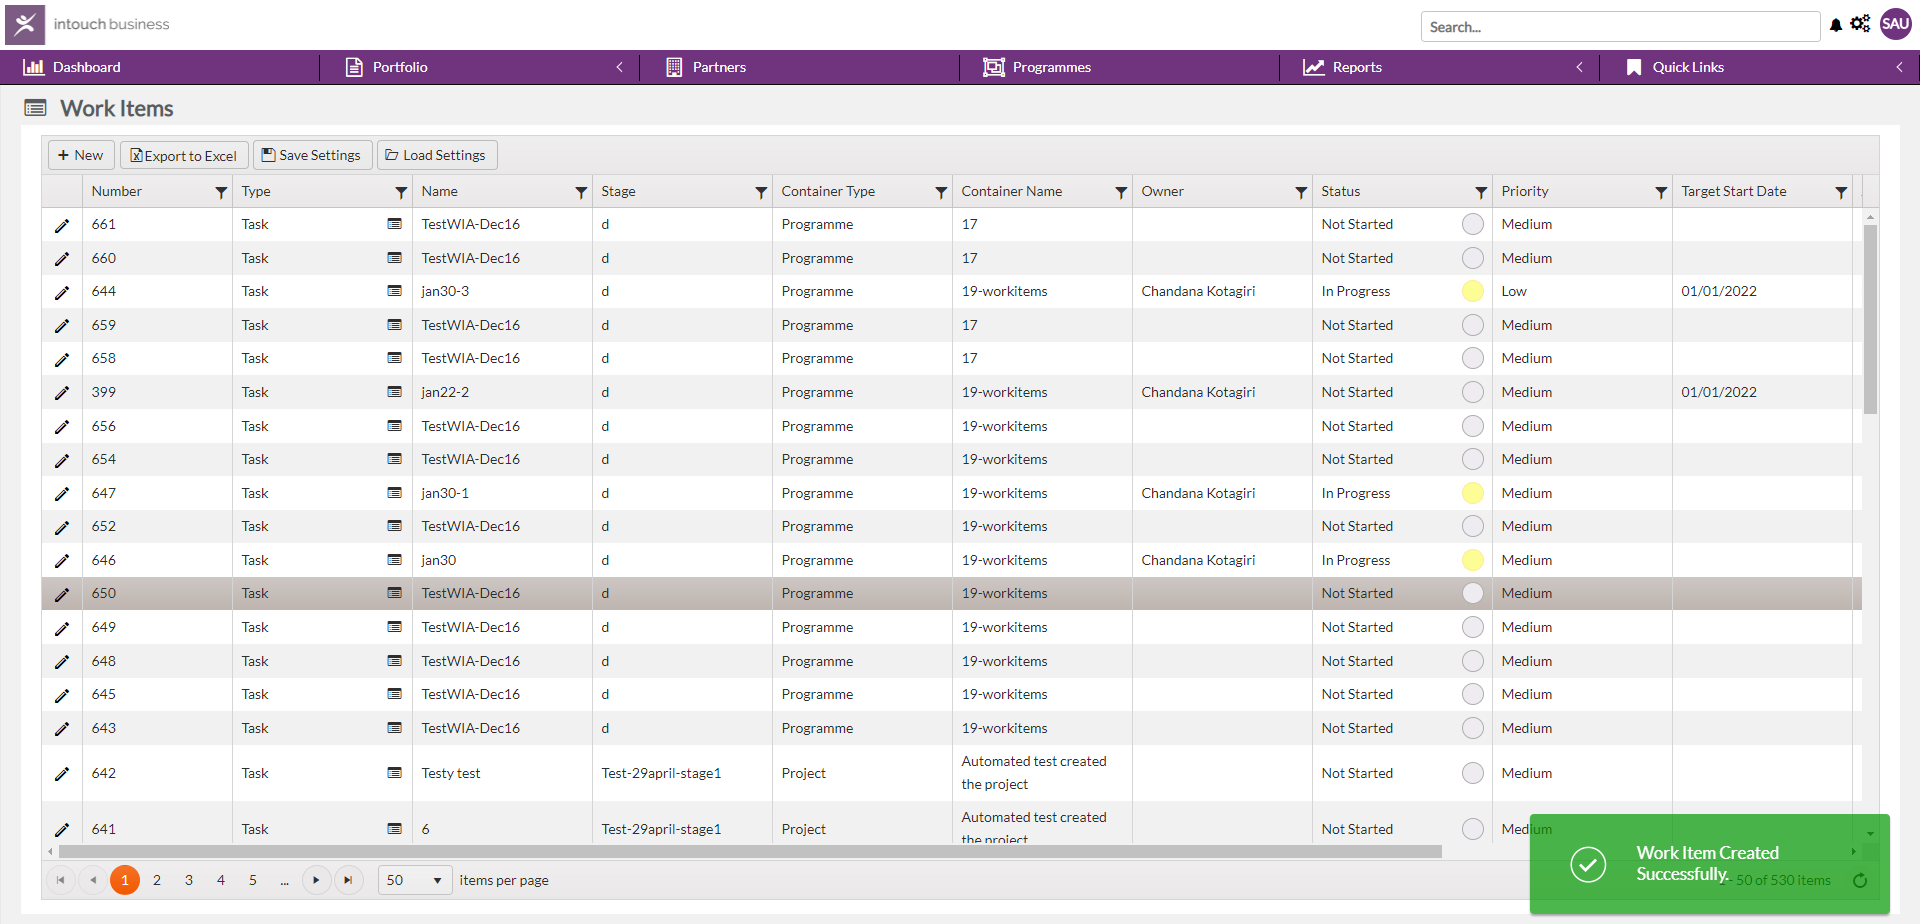 intouch business
Search...
SAU
Dashboard
Portfolio
Partners
Programmes
Reports
Quick Links
Work Items
+ New
Export to Excel
Save Settings
Load Settings
Number Type Name Stage Container Type Container Name Owner Status Priority Target Start Date
661 Task TestWIA-Dec16 d Programme 17 Not Started Medium
660 Task TestWIA-Dec16 d Programme 17 Not Started Medium
644 Task jan30-3 d Programme 19-workitems Chandana Kotagiri In Progress Low 01/01/2022
659 Task TestWIA-Dec16 d Programme 17 Not Started Medium
658 Task TestWIA-Dec16 d Programme 17 Not Started Medium
399 Task jan22-2 d Programme 19-workitems Chandana Kotagiri Not Started Medium 01/01/2022
656 Task TestWIA-Dec16 d Programme 19-workitems Not Started Medium
654 Task TestWIA-Dec16 d Programme 19-workitems Not Started Medium
647 Task jan30-1 d Programme 19-workitems Chandana Kotagiri In Progress Medium
652 Task TestWIA-Dec16 d Programme 19-workitems Not Started Medium
646 Task jan30 d Programme 19-workitems Chandana Kotagiri In Progress Medium
650 Task TestWIA-Dec16 d Programme 19-workitems Not Started Medium
649 Task TestWIA-Dec16 d Programme 19-workitems Not Started Medium
648 Task TestWIA-Dec16 d Programme 19-workitems Not Started Medium
645 Task TestWIA-Dec16 d Programme 19-workitems Not Started Medium
643 Task TestWIA-Dec16 d Programme 19-workitems Not Started Medium
642 Task Testy test Test-29april-stage1 Project Automated test created
the project Not Started Medium
641 Task 6 Test-29april-stage1 Project Automated test created
the project Not Started Medium
1 2 3 4 5 ... 50 items per page
Work Item Created
Successfully.
- 50 of 530 items